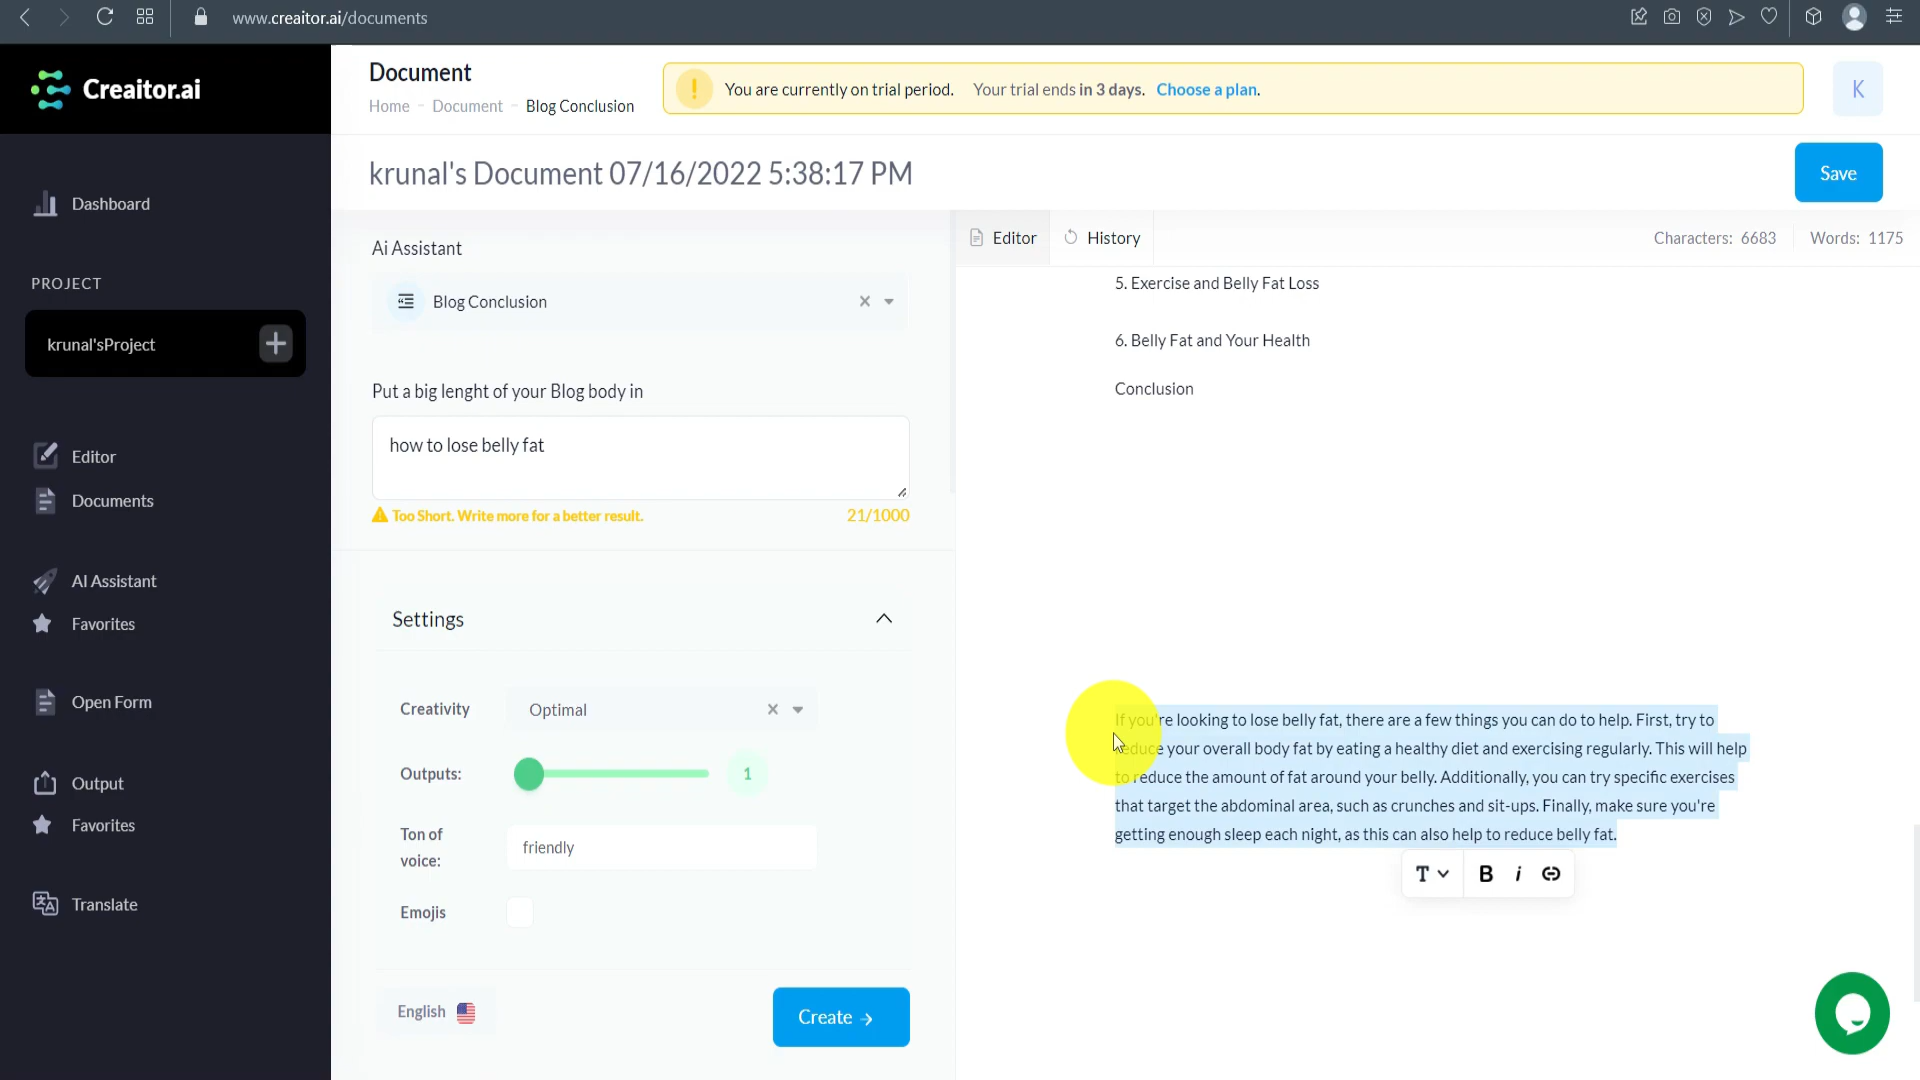 www.creaitor.ai/documents
Creaitor.ai
Document
Home - Document - Blog Conclusion
! You are currently on trial period. Your trial ends in 3 days. Choose a plan.
K
krunal's Document 07/16/2022 5:38:17 PM
Save
Dashboard
PROJECT
krunal'sProject
Editor
Documents
AI Assistant
Favorites
Open Form
Output
Favorites
Translate
Ai Assistant
Blog Conclusion
Put a big lenght of your Blog body in
how to lose belly fat
Too Short. Write more for a better result. 21/1000
Settings
Creativity Optimal
Outputs: 1
Ton of
voice: friendly
Emojis
English
Create →
Editor History Characters: 6683 Words: 1175
5. Exercise and Belly Fat Loss
6. Belly Fat and Your Health
Conclusion
If you're looking to lose belly fat, there are a few things you can do to help. First, try to
reduce your overall body fat by eating a healthy diet and exercising regularly. This will help
to reduce the amount of fat around your belly. Additionally, you can try specific exercises
that target the abdominal area, such as crunches and sit-ups. Finally, make sure you're
getting enough sleep each night, as this can also help to reduce belly fat.
T B i